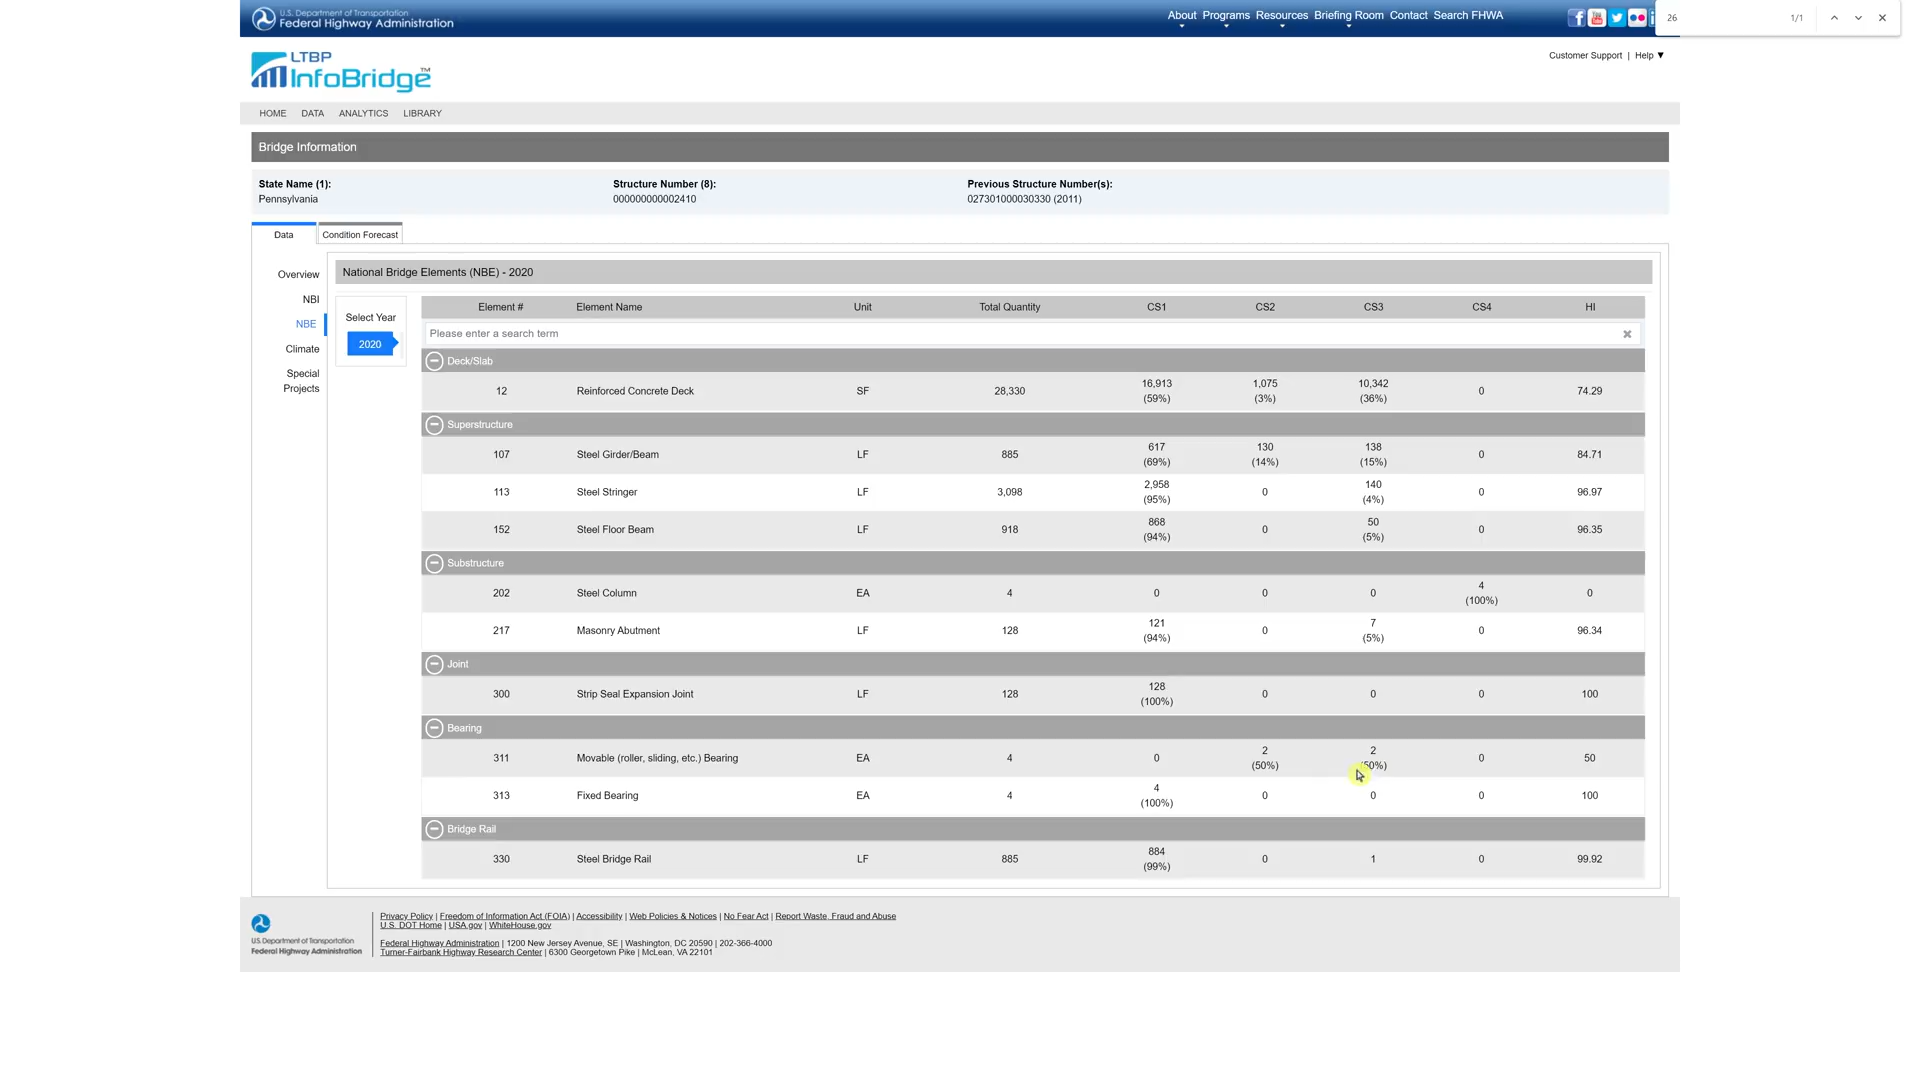 U.S. Department of Transportation
Federal Highway Administration
About Programs Resources Briefing Room Contact Search FHWA
26
1/1
LTBP
InfoBridge™
Customer Support | Help ▼
HOME DATA ANALYTICS LIBRARY
Bridge Information
State Name (1): Structure Number (8): Previous Structure Number(s):
Pennsylvania 000000000002410 027301000030330 (2011)
Data Condition Forecast
Overview
NBI
NBE
Climate
Special
Projects
National Bridge Elements (NBE) - 2020
Select Year
2020
Element # Element Name Unit Total Quantity CS1 CS2 CS3 CS4 HI
Please enter a search term
Deck/Slab
12 Reinforced Concrete Deck SF 28,330 16,913 (59%) 1,075 (3%) 10,342 (36%) 0 74.29
Superstructure
107 Steel Girder/Beam LF 885 617 (69%) 130 (14%) 138 (15%) 0 84.71
113 Steel Stringer LF 3,098 2,958 (95%) 0 140 (4%) 0 96.97
152 Steel Floor Beam LF 918 868 (94%) 0 50 (5%) 0 96.35
Substructure
202 Steel Column EA 4 0 0 0 4 (100%) 0
217 Masonry Abutment LF 128 121 (94%) 0 7 (5%) 0 96.34
Joint
300 Strip Seal Expansion Joint LF 128 128 (100%) 0 0 0 100
Bearing
311 Movable (roller, sliding, etc.) Bearing EA 4 0 2 (50%) 2 (50%) 0 50
313 Fixed Bearing EA 4 4 (100%) 0 0 0 100
Bridge Rail
330 Steel Bridge Rail LF 885 884 (99%) 0 1 0 99.92
U.S. Department of Transportation
Federal Highway Administration
Privacy Policy | Freedom of Information Act (FOIA) | Accessibility | Web Policies & Notices | No Fear Act | Report Waste, Fraud and Abuse
U.S. DOT Home | USA.gov | WhiteHouse.gov
Federal Highway Administration | 1200 New Jersey Avenue, SE | Washington, DC 20590 | 202-366-4000
Turner-Fairbank Highway Research Center | 6300 Georgetown Pike | McLean, VA 22101